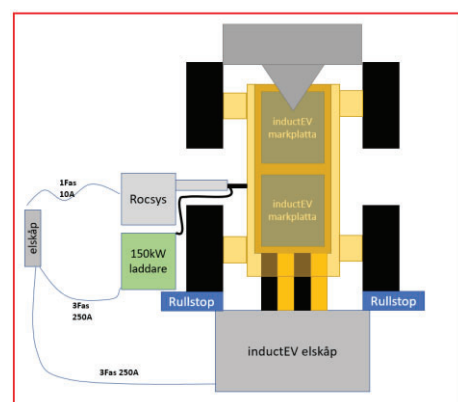 inductEV
markplatta
1Fas
10A
Rocsys
inductEV
markplatta
elskåp
150kW
laddare
3Fas
250A
Rullstop
Rullstop
inductEV elskåp
3Fas 250A